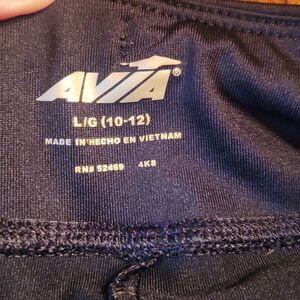 AVIA®
L/G (10-12)
MADE IN/HECHO EN VIETNAM
RN# 52469 4K8